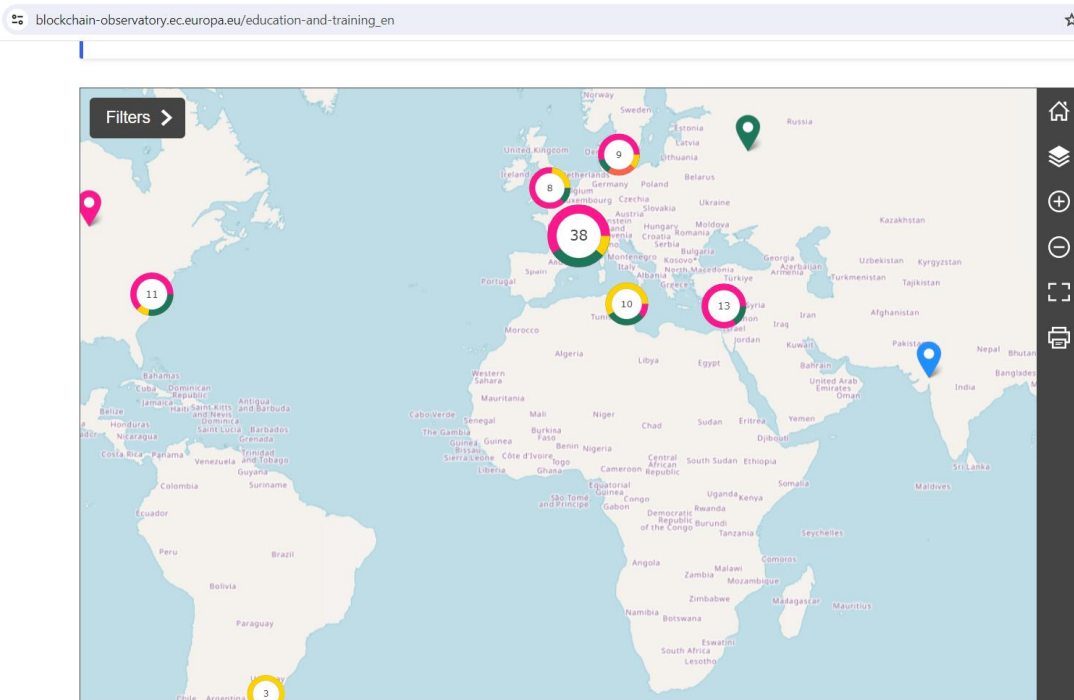 blockchain-observatory.ec.europa.eu/education-and-training_en
Filters
Norway
Sweden
Russia
Estonia
Latvia
Lithuania
United Kingdom
9
Ireland
8
Germany
Poland
Belarus
Czechia
Ukraine
Slovakia
Austria
38
Hungary
Moldova
Croatia
Romania
Serbia
Kazakhstan
Montenegro
Bulgaria
Kosovo*
Italy
North Macedonia
Albania
Greece
Türkiye
Georgia
Armenia
Azerbaijan
Uzbekistan
Kyrgyzstan
Turkmenistan
Tajikistan
Spain
Portugal
11
10
13
Syria
Iran
Iraq
Afghanistan
Morocco
Jordan
Kuwait
Algeria
Libya
Egypt
Bahrain
Nepal
Bhutan
Western
Sahara
United Arab
Emirates
Oman
India
Bahamas
Cuba
Dominican
Republic
Mauritania
Jamaica
Haiti
Saint Kitts
and Nevis
Antigua
and Barbuda
Belize
Dominica
Honduras
Saint Lucia
Barbados
Nicaragua
Grenada
Cabo Verde
Senegal
Mali
Niger
Chad
Sudan
Eritrea
Yemen
The Gambia
Burkina
Faso
Djibouti
Guinea-
Bissau
Guinea
Benin
Nigeria
Costa Rica
Panama
Venezuela
Trinidad
and Tobago
Sierra Leone
Côte d'Ivoire
Togo
Ghana
Liberia
Cameroon
Central
African
Republic
South Sudan
Ethiopia
Sri Lanka
Guyana
Colombia
Suriname
Equatorial
Guinea
São Tomé
and Príncipe
Gabon
Congo
Uganda
Kenya
Somalia
Maldives
Ecuador
Democratic
Republic
of the Congo
Rwanda
Burundi
Tanzania
Seychelles
Peru
Brazil
Angola
Zambia
Malawi
Comoros
Mozambique
Bolivia
Zimbabwe
Madagascar
Mauritius
Namibia
Botswana
Paraguay
Eswatini
South Africa
Lesotho
3
Chile
Argentina